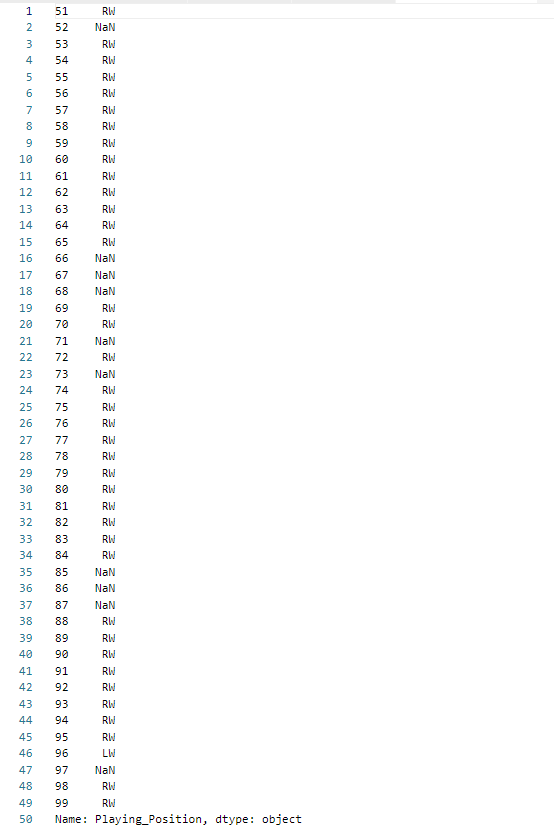 1 51 RW
2 52 NaN
3 53 RW
4 54 RW
5 55 RW
6 56 RW
7 57 RW
8 58 RW
9 59 RW
10 60 RW
11 61 RW
12 62 RW
13 63 RW
14 64 RW
15 65 RW
16 66 NaN
17 67 NaN
18 68 NaN
19 69 RW
20 70 RW
21 71 NaN
22 72 RW
23 73 NaN
24 74 RW
25 75 RW
26 76 RW
27 77 RW
28 78 RW
29 79 RW
30 80 RW
31 81 RW
32 82 RW
33 83 RW
34 84 RW
35 85 NaN
36 86 NaN
37 87 NaN
38 88 RW
39 89 RW
40 90 RW
41 91 RW
42 92 RW
43 93 RW
44 94 RW
45 95 RW
46 96 LW
47 97 NaN
48 98 RW
49 99 RW
50 Name: Playing_Position, dtype: object